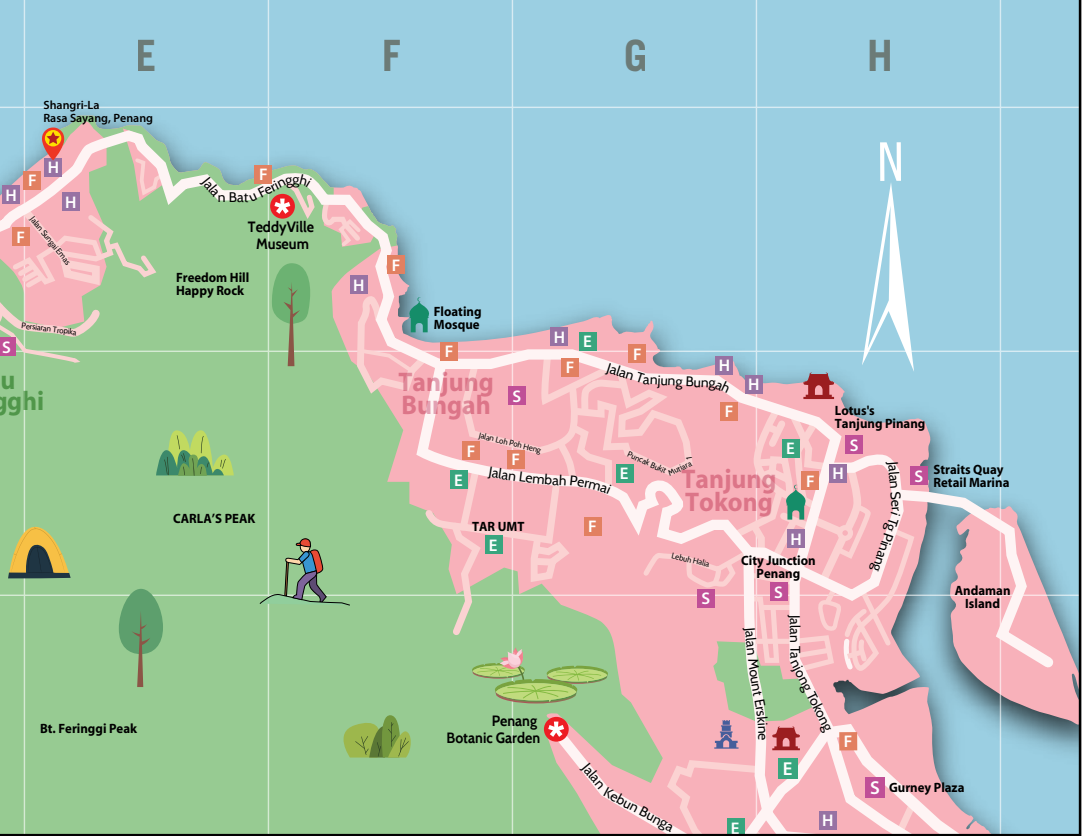 E
F
G
H
N
Shangri-La
Rasa Sayang, Penang
H
H
F
H
F
Jalan Sungai Emas
Persiaran Tropika
S
u
gghi
F
Jalan Batu Feringghi
TeddyVille
Museum
Freedom Hill
Happy Rock
F
H
Floating
Mosque
F
H
E
F
F
Jalan Tanjung Bungah
H
H
F
Tanjung
Bungah
S
Lotus's
Tanjung Pinang
S
Jalan Loh Poh Heng
F
F
E
Jalan Lembah Permai
E
Puncak Bukit Mutiara
Tanjung
Tokong
E
F
H
S
Straits Quay
Retail Marina
Jalan Seri Tg Pinang
CARLA'S PEAK
TAR UMT
E
F
H
Lebuh Halia
City Junction
Penang
S
S
Andaman
Island
Jalan Mount Erskine
Jalan Tanjong Tokong
Bt. Feringgi Peak
Penang
Botanic Garden
Jalan Kebun Bunga
F
E
S
Gurney Plaza
E
H